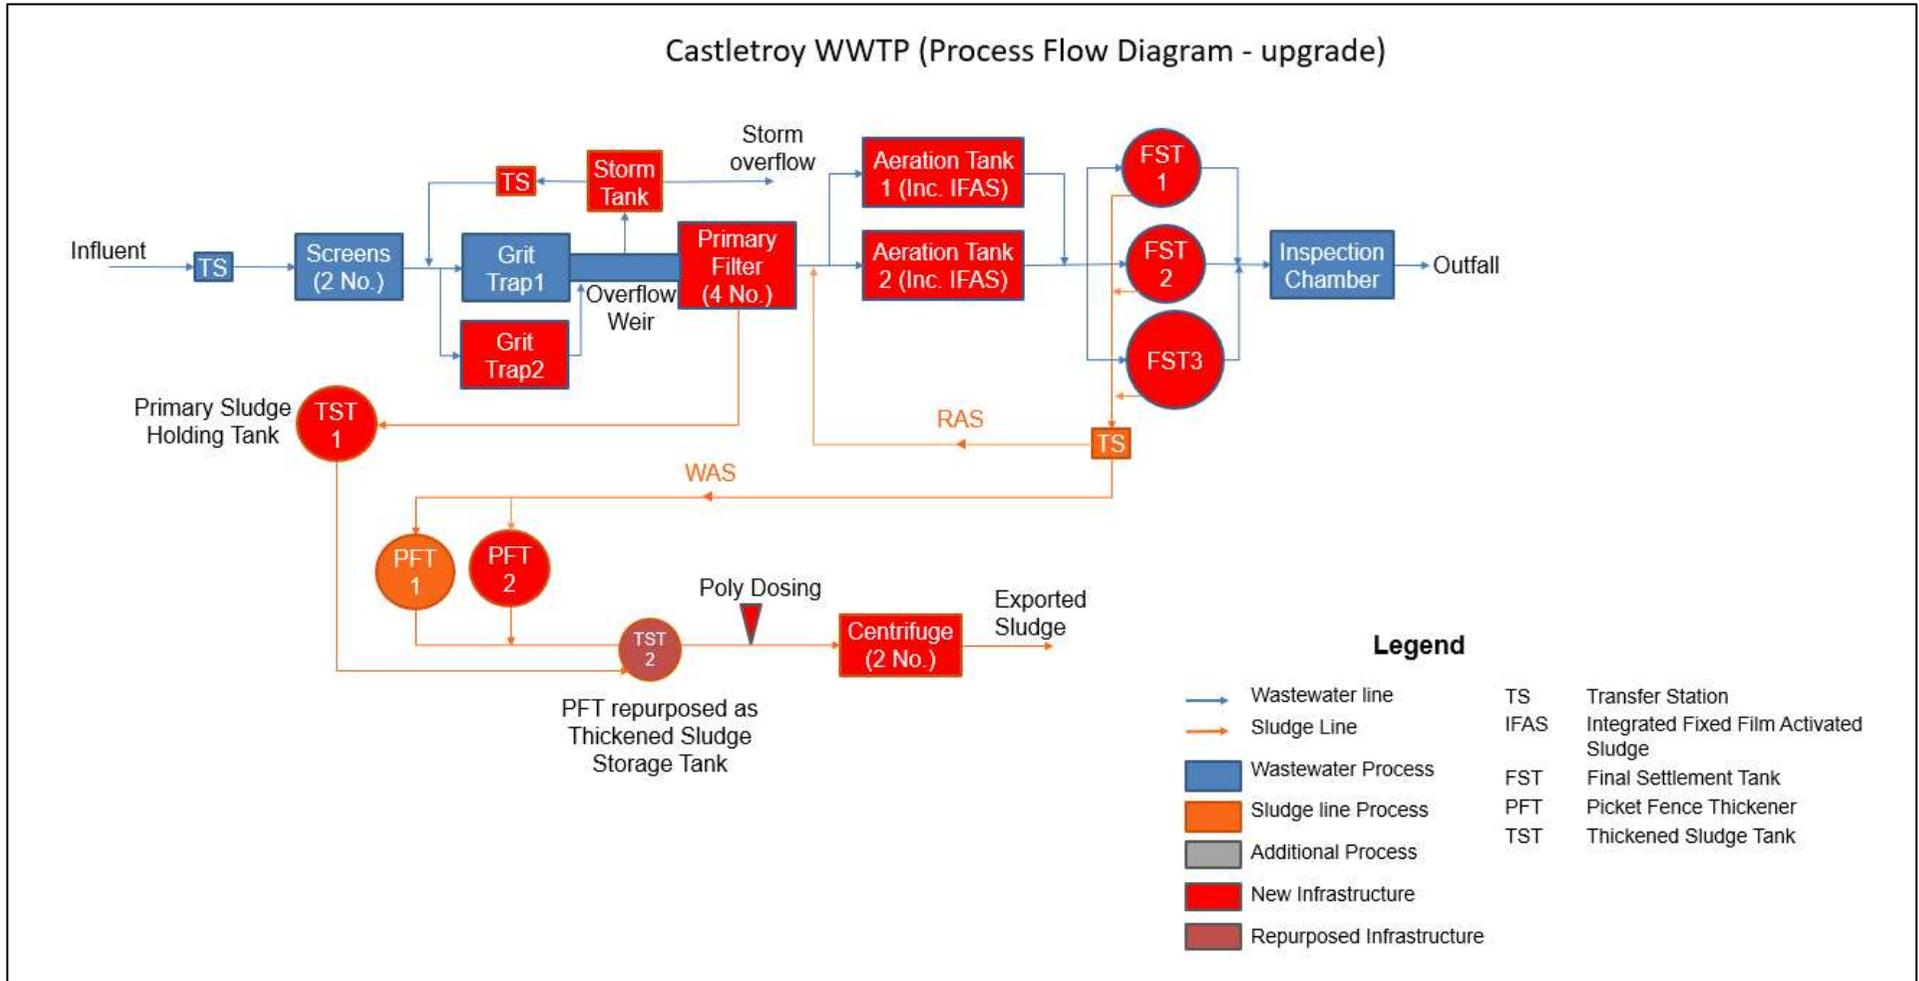 Castletroy WWTP (Process Flow Diagram - upgrade)
Influent
TS
Screens
(2 No.)
TS
Storm
Tank
Storm
overflow
Grit
Trap1
Grit
Trap2
Overflow
Weir
Primary
Filter
(4 No.)
Aeration Tank
1 (Inc. IFAS)
Aeration Tank
2 (Inc. IFAS)
FST
1
FST
2
FST3
Inspection
Chamber
Outfall
Primary Sludge
Holding Tank
TST
1
RAS
TS
WAS
PFT
1
PFT
2
TST
2
PFT repurposed as
Thickened Sludge
Storage Tank
Poly Dosing
Centrifuge
(2 No.)
Exported
Sludge
Legend
Wastewater line
Sludge Line
Wastewater Process
Sludge line Process
Additional Process
New Infrastructure
Repurposed Infrastructure
TS Transfer Station
IFAS Integrated Fixed Film Activated
Sludge
FST Final Settlement Tank
PFT Picket Fence Thickener
TST Thickened Sludge Tank